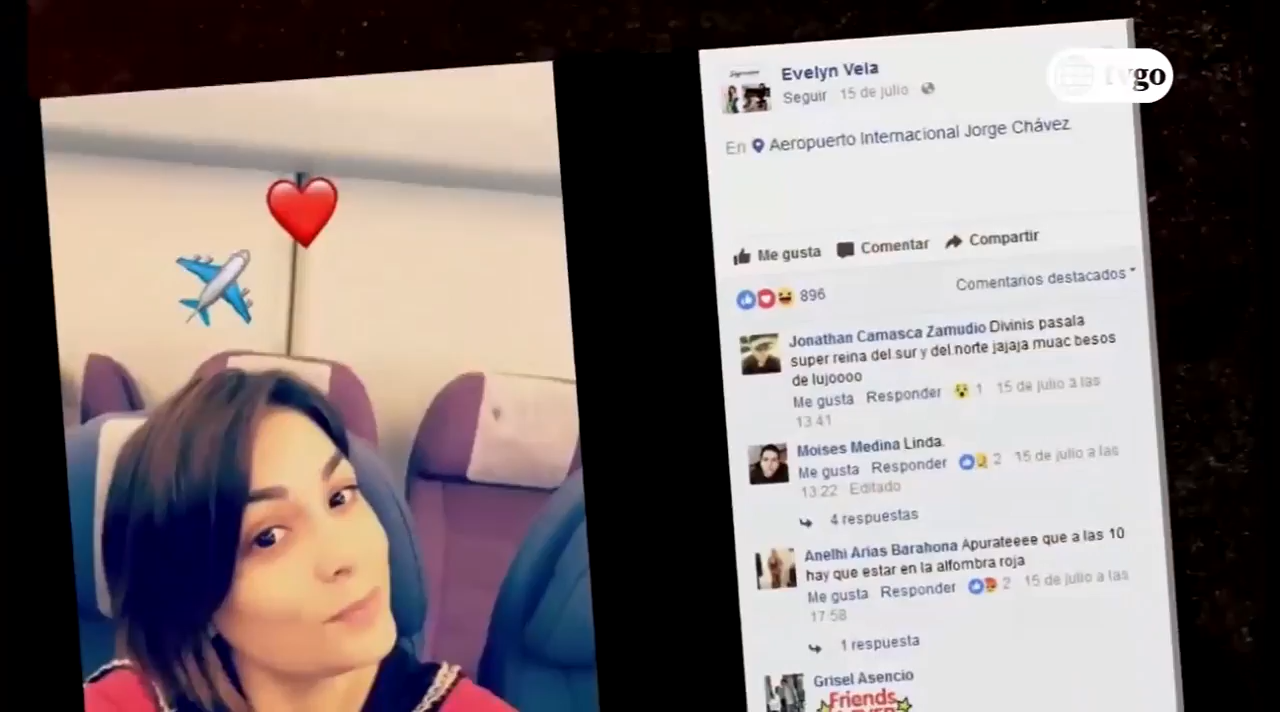 tvgo
Evelyn Vela
Seguir 15 de julio
En Aeropuerto Internacional Jorge Chávez
Me gusta Comentar Compartir
896 Comentarios destacados
Jonathan Camasca Zamudio Divinis pasala
super reina del sur y del norte jajaja muac besos
de lujoooo
Me gusta Responder 1 15 de julio a las
13:41
Moises Medina Linda.
Me gusta Responder 2 15 de julio a las
13:22 Editado
4 respuestas
Anelhi Arias Barahona Apurateeee que a las 10
hay que estar en la alfombra roja
Me gusta Responder 2 15 de julio a las
17:58
1 respuesta
Grisel Asencio
Friends